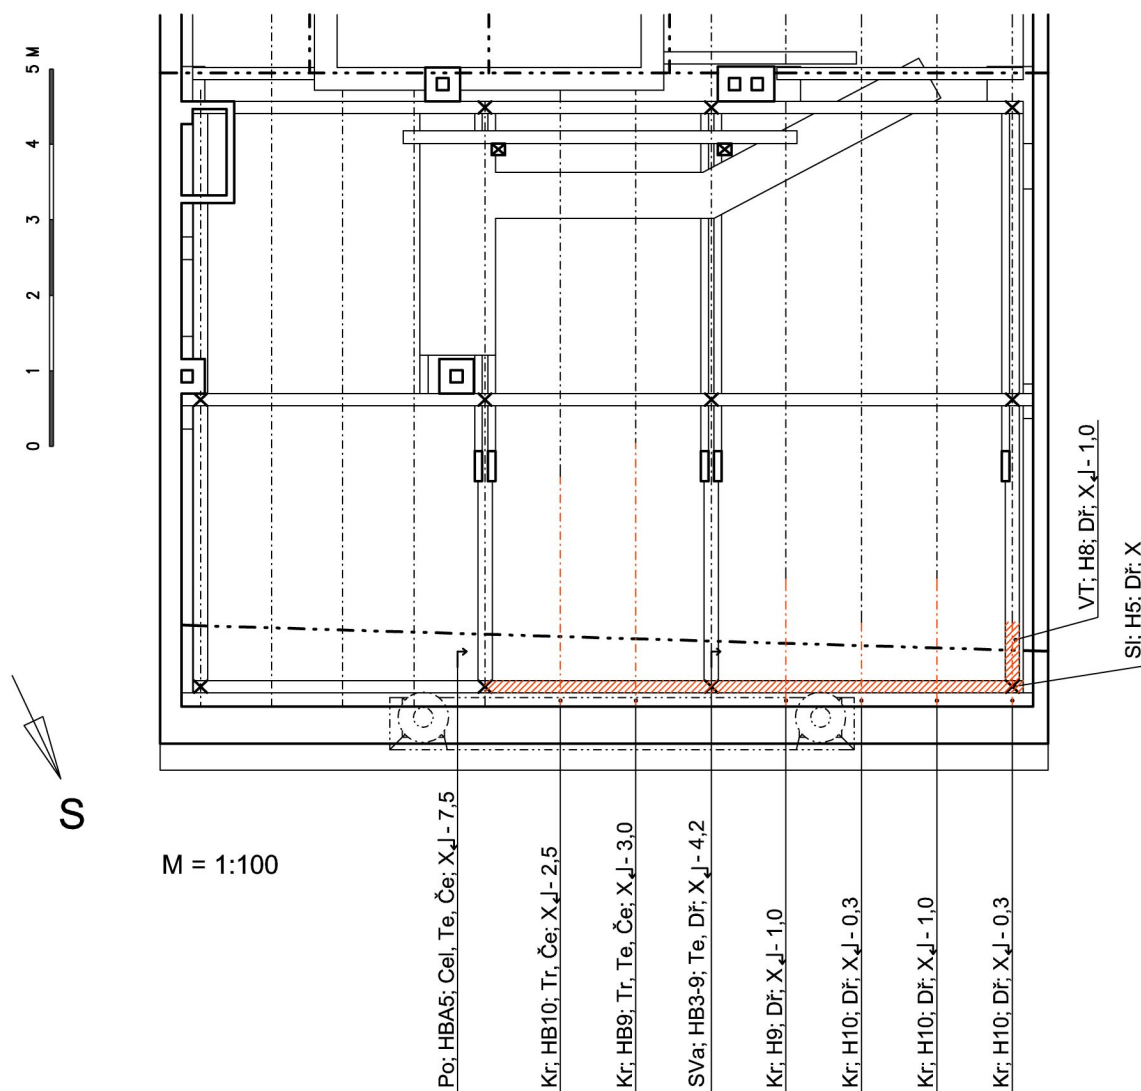 5 M
4
3
2
1
0
S
M = 1:100
Po; HBA5; Cel, Te, Če; X ↲ - 7,5
Kr; HB10; Tr, Če; X ↲ - 2,5
Kr; HB9; Tr, Te, Če; X ↲ - 3,0
SVa; HB3-9; Te, Dř; X ↲ - 4,2
Kr; H9; Dř; X ↲ - 1,0
Kr; H10; Dř; X ↲ - 0,3
Kr; H10; Dř; X ↲ - 1,0
Kr; H10; Dř; X ↲ - 0,3
VT; H8; Dř; X ↲ - 1,0
Sl; H5; Dř; X